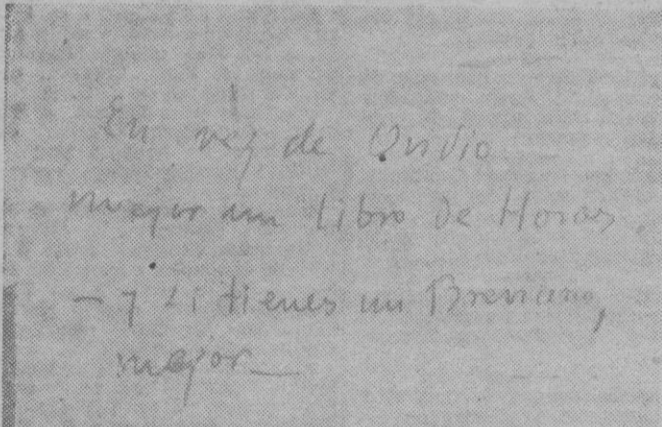 En vez de Ovidio
mejor un libro de Horas.
– y si tienes un Breviario,
mejor –